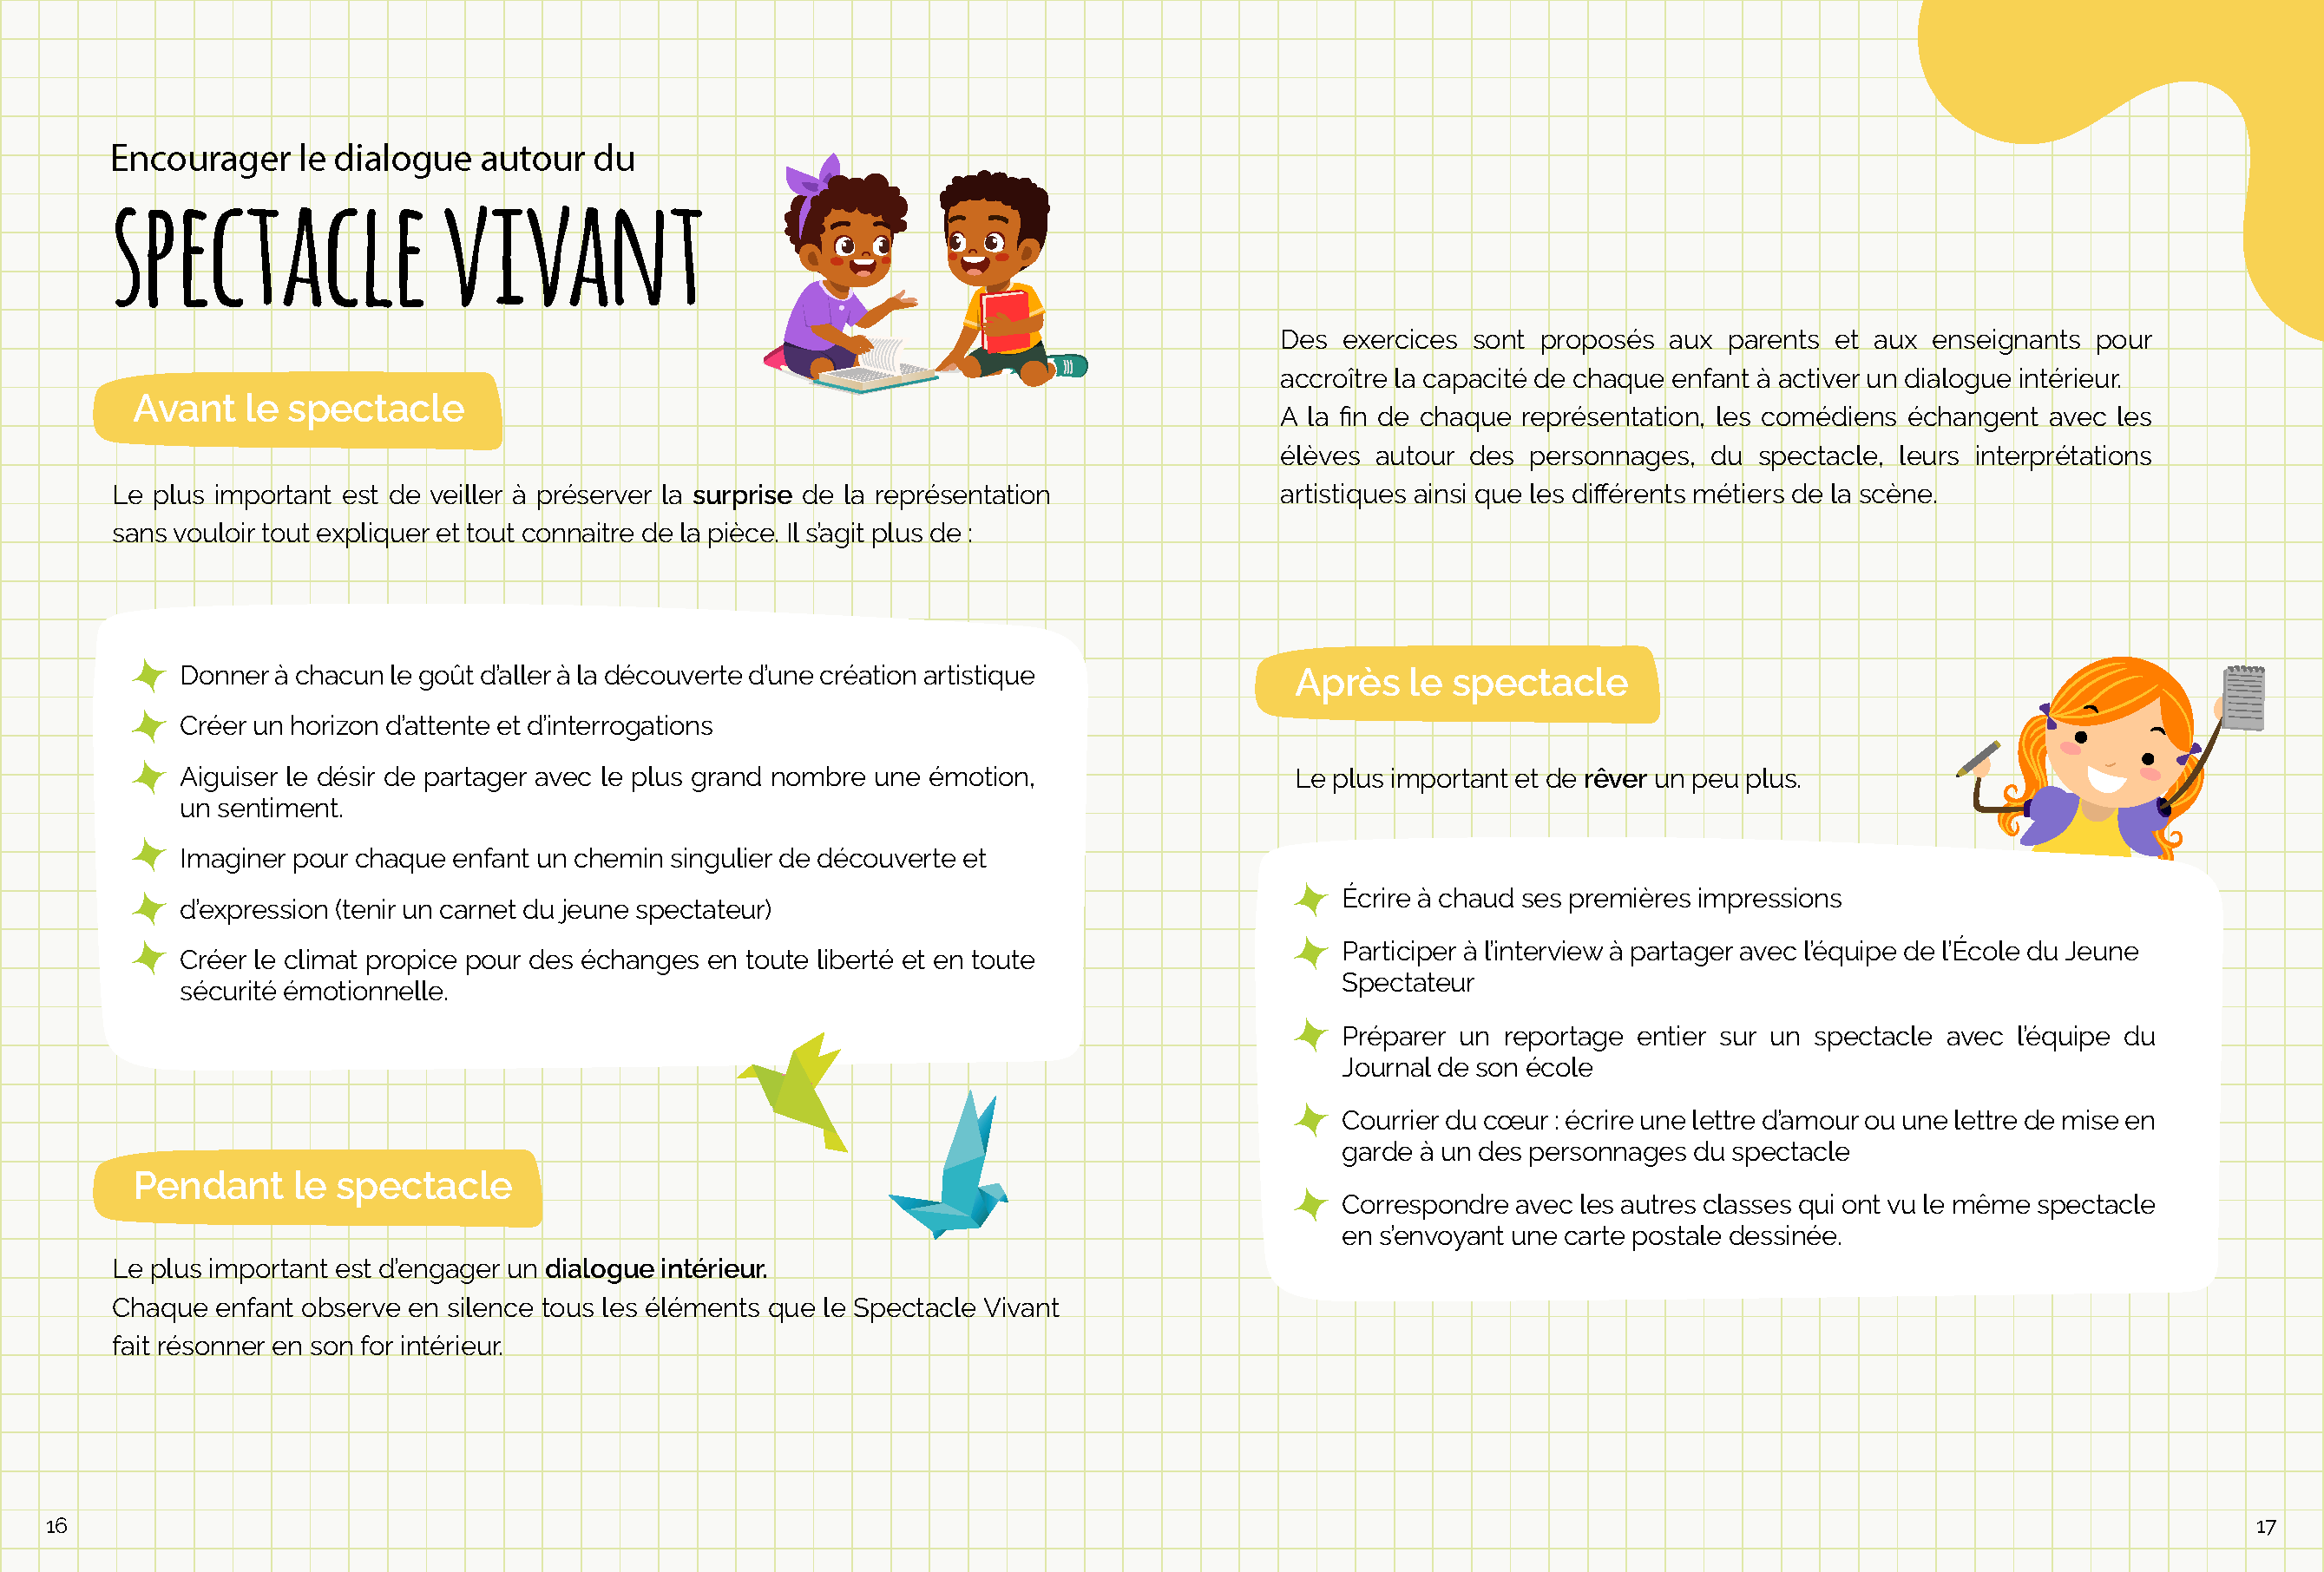 Encourager le dialogue autour du
SPECTACLE VIVANT
Avant le spectacle
Le plus important est de veiller à préserver la surprise de la représentation
sans vouloir tout expliquer et tout connaitre de la pièce. Il s’agit plus de :
Donner à chacun le goût d’aller à la découverte d’une création artistique
Créer un horizon d’attente et d’interrogations
Aiguiser le désir de partager avec le plus grand nombre une émotion,
un sentiment.
Imaginer pour chaque enfant un chemin singulier de découverte et
d’expression (tenir un carnet du jeune spectateur)
Créer le climat propice pour des échanges en toute liberté et en toute
sécurité émotionnelle.
Pendant le spectacle
Le plus important est d’engager un dialogue intérieur.
Chaque enfant observe en silence tous les éléments que le Spectacle Vivant
fait résonner en son for intérieur.
16
Des exercices sont proposés aux parents et aux enseignants pour
accroître la capacité de chaque enfant à activer un dialogue intérieur.
A la fin de chaque représentation, les comédiens échangent avec les
élèves autour des personnages, du spectacle, leurs interprétations
artistiques ainsi que les différents métiers de la scène.
Après le spectacle
Le plus important et de rêver un peu plus.
Écrire à chaud ses premières impressions
Participer à l’interview à partager avec l’équipe de l’École du Jeune
Spectateur
Préparer un reportage entier sur un spectacle avec l’équipe du
Journal de son école
Courrier du cœur : écrire une lettre d’amour ou une lettre de mise en
garde à un des personnages du spectacle
Correspondre avec les autres classes qui ont vu le même spectacle
en s’envoyant une carte postale dessinée.
17